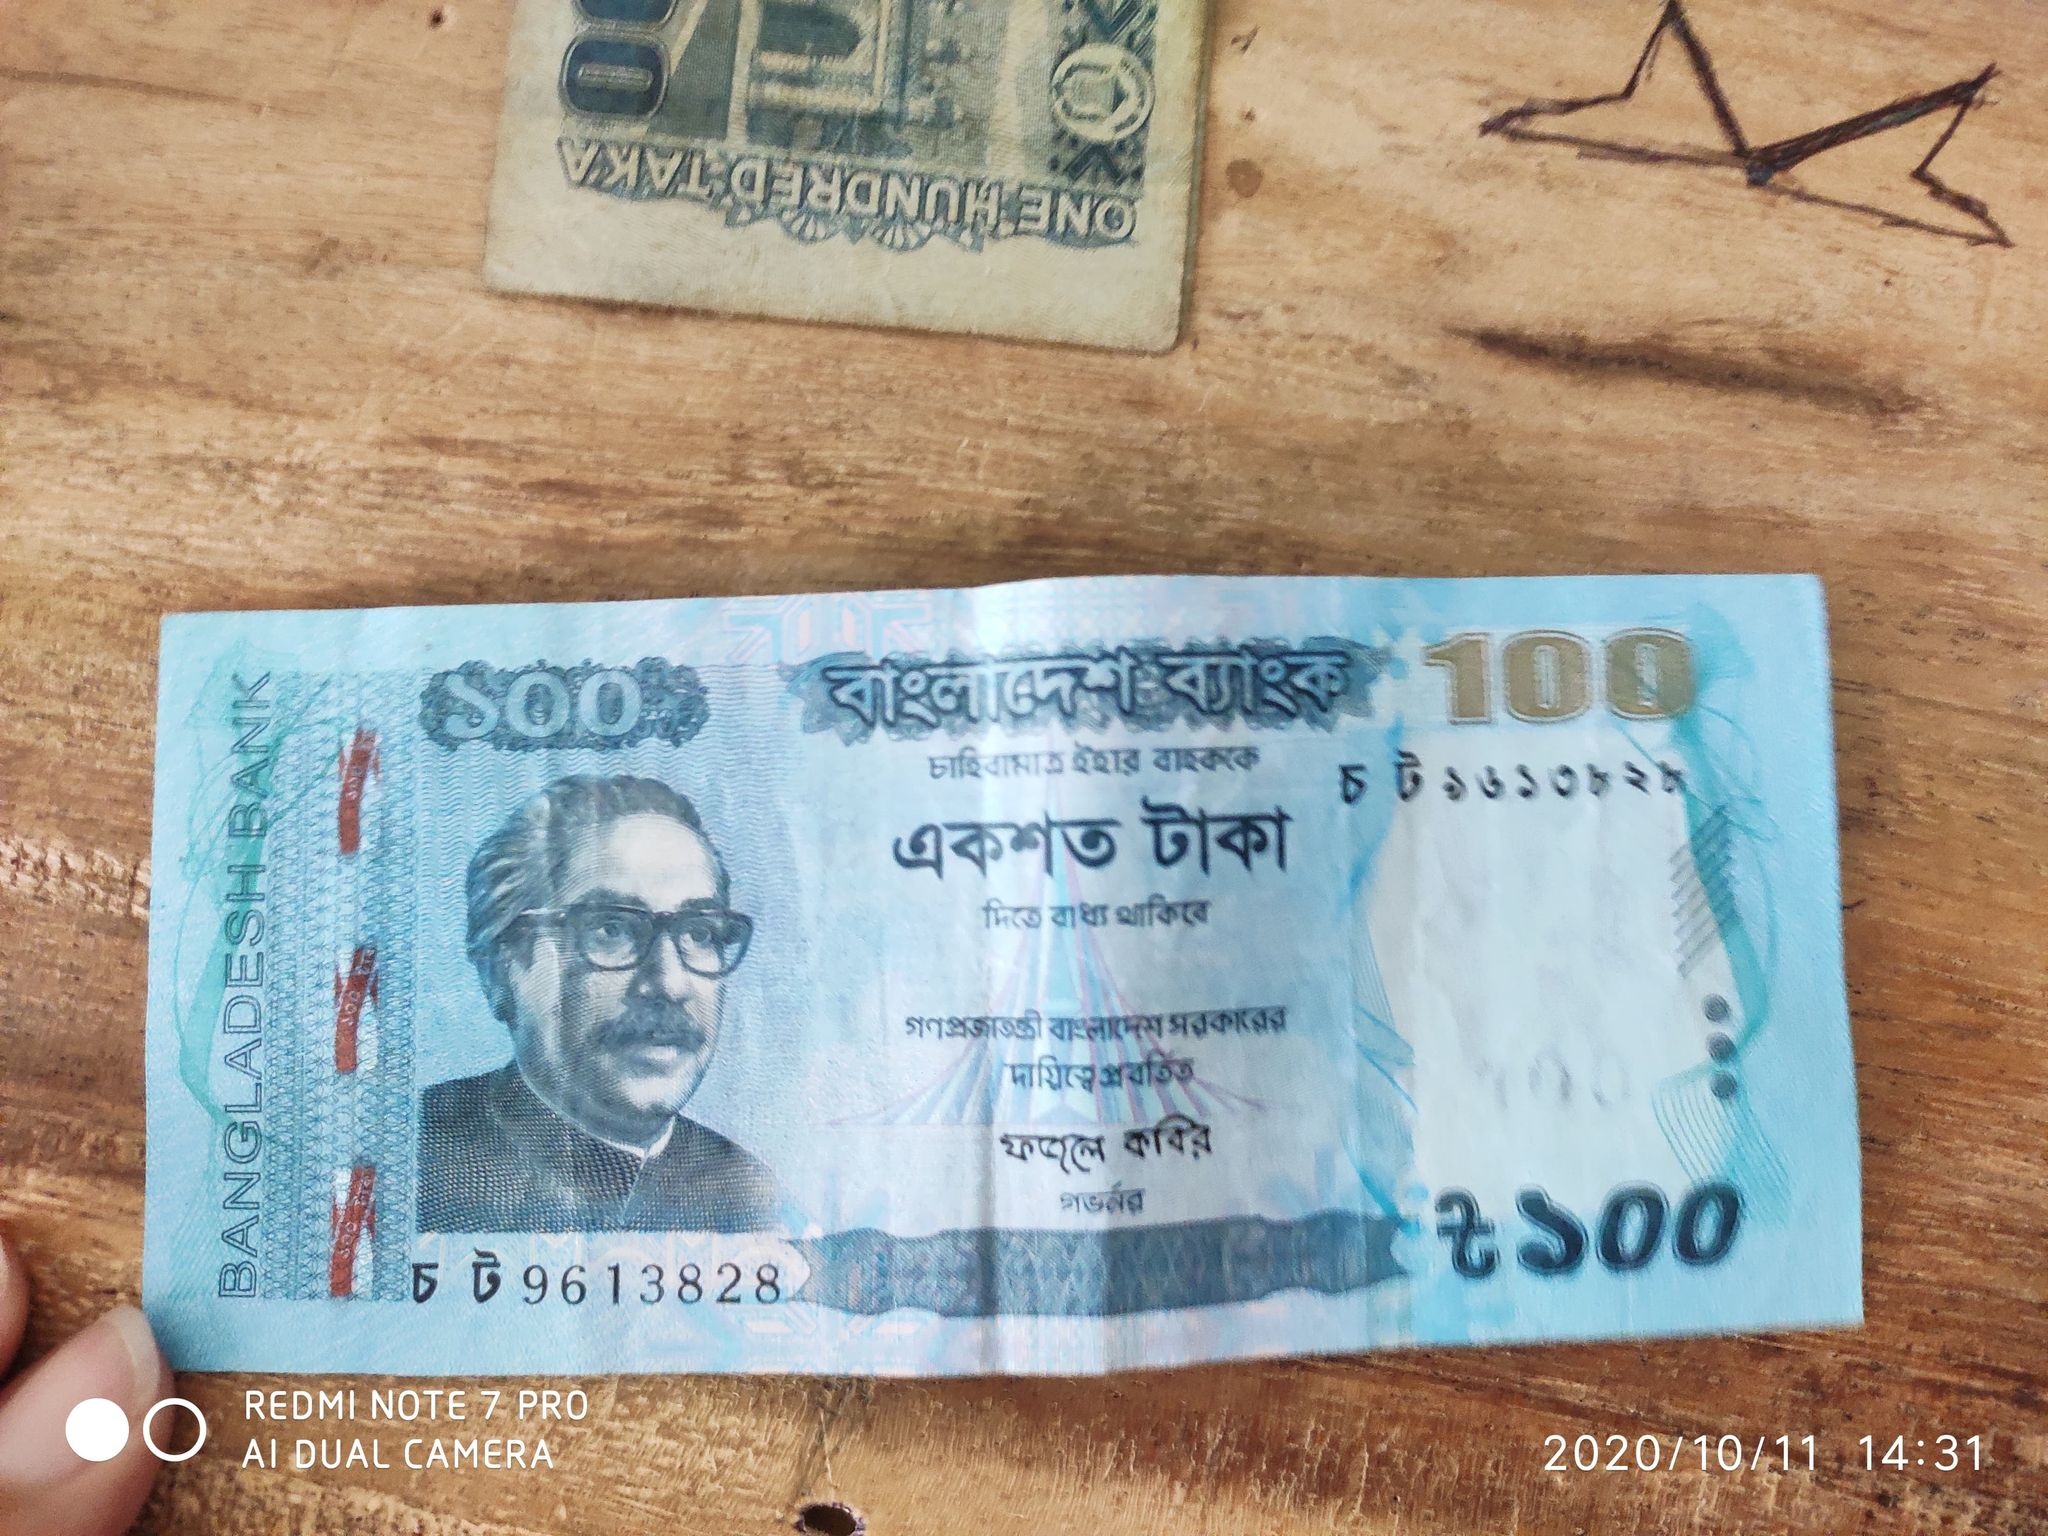 ONE HUNDRED TAKA
BANGLADESH BANK
১০০
বাংলাদেশ ব্যাংক
100
চাহিবামাত্র ইহার বাহককে
চ ট ৯৬১৩৮২৮
একশত টাকা
দিতে বাধ্য থাকিবে
গণপ্রজাতন্ত্রী বাংলাদেশ সরকারের
দায়িত্বে প্রবর্তিত
ফজলে কবির
গভর্নর
৳১০০
চ ট 9613828
REDMI NOTE 7 PRO
AI DUAL CAMERA
2020/10/11 14:31